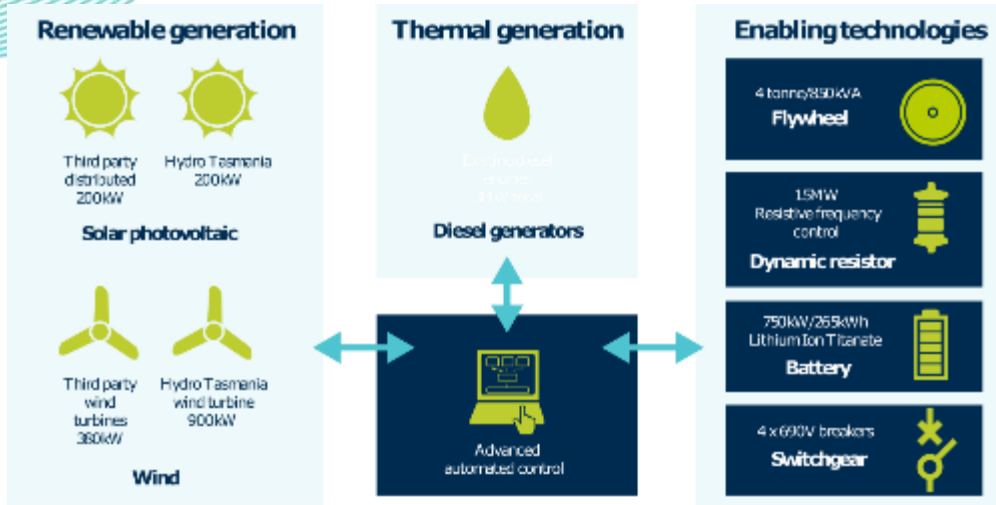 Renewable generation
Third party
distributed
200kW
Hydro Tasmania
200kW
Solar photovoltaic
Third party
wind
turbines
380kW
Hydro Tasmania
wind turbine
900kW
Wind
Thermal generation
Diesel generators
Advanced
automated control
Enabling technologies
4 tonne/850kVA
Flywheel
1.5MW
Resistive frequency
control
Dynamic resistor
750kW/265kWh
Lithium Ion Titanate
Battery
4 x 690V breakers
Switchgear